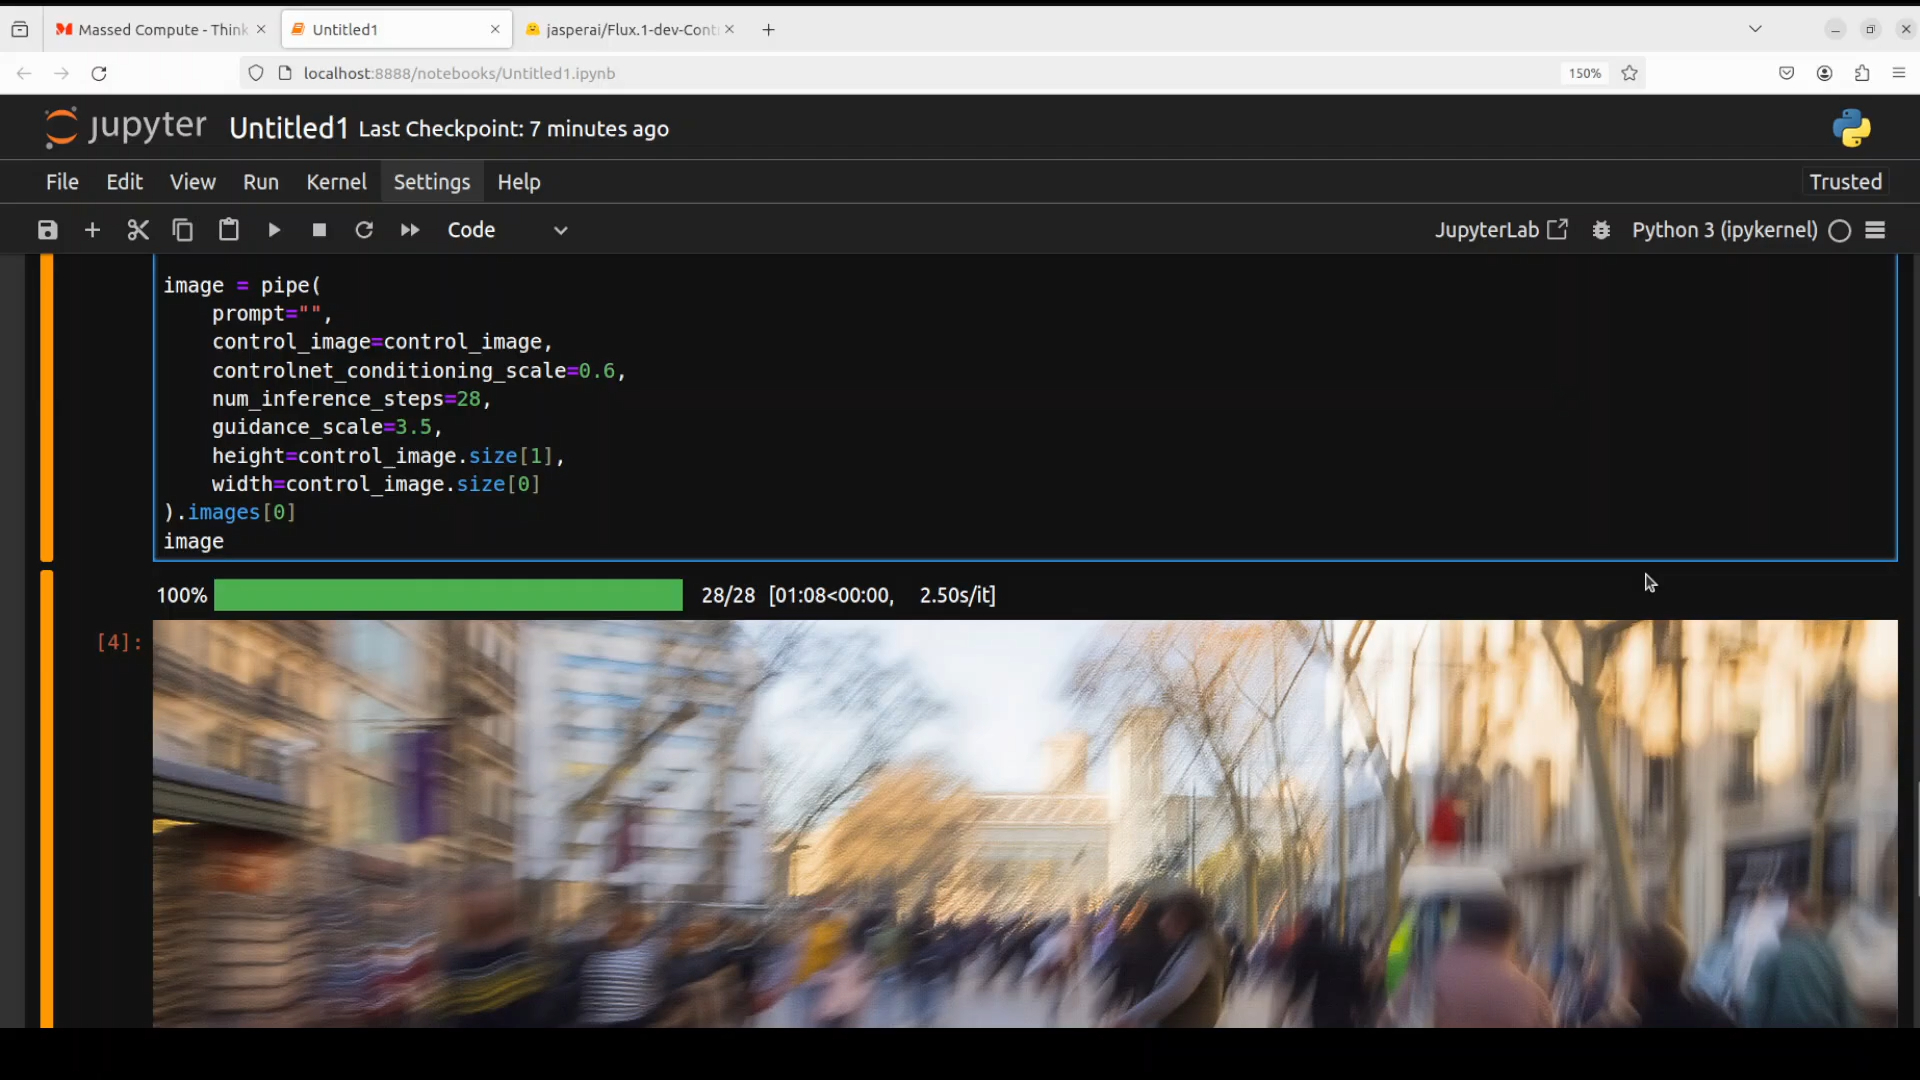 Massed Compute - Think
Untitled1
jasperai/Flux.1-dev-Cont
localhost:8888/notebooks/Untitled1.ipynb
150%
jupyter
Untitled1 Last Checkpoint: 7 minutes ago
File Edit View Run Kernel Settings Help
Trusted
Code
JupyterLab
Python 3 (ipykernel)
image = pipe(
    prompt="",
    control_image=control_image,
    controlnet_conditioning_scale=0.6,
    num_inference_steps=28,
    guidance_scale=3.5,
    height=control_image.size[1],
    width=control_image.size[0]
).images[0]
image
100% 28/28 [01:08<00:00, 2.50s/it]
[4]: